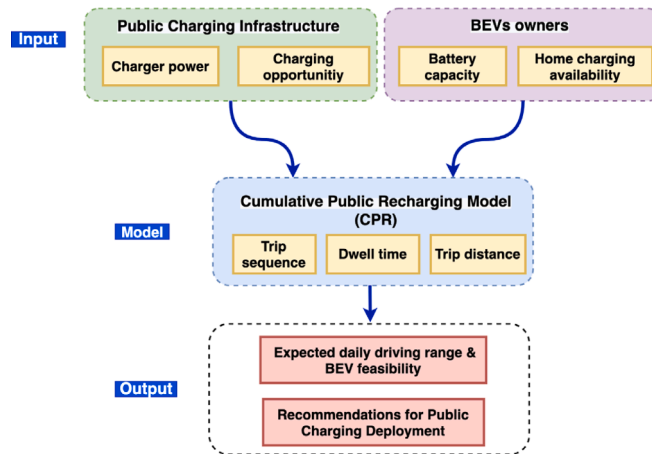 Input
Public Charging Infrastructure
Charger power
Charging
opportunitiy
BEVs owners
Battery
capacity
Home charging
availability
Model
Cumulative Public Recharging Model
(CPR)
Trip
sequence
Dwell time
Trip distance
Output
Expected daily driving range &
BEV feasibility
Recommendations for Public
Charging Deployment